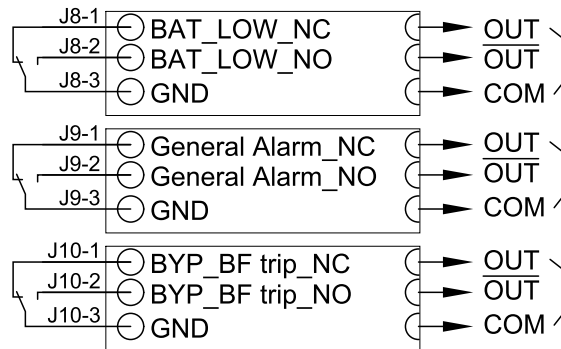 J8-1 BAT_LOW_NC OUT
J8-2 BAT_LOW_NO OUT
J8-3 GND COM
J9-1 General Alarm_NC OUT
J9-2 General Alarm_NO OUT
J9-3 GND COM
J10-1 BYP_BF trip_NC OUT
J10-2 BYP_BF trip_NO OUT
J10-3 GND COM